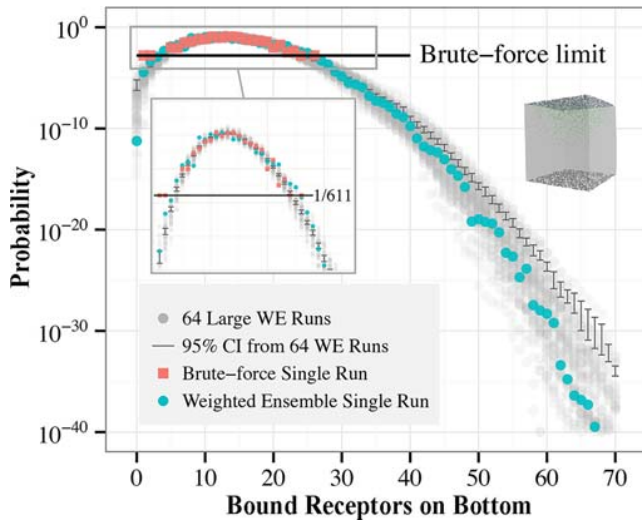 10⁰
10⁻¹⁰
10⁻²⁰
10⁻³⁰
10⁻⁴⁰
Probability
Brute−force limit
1/611
64 Large WE Runs
95% CI from 64 WE Runs
Brute−force Single Run
Weighted Ensemble Single Run
0 10 20 30 40 50 60 70
Bound Receptors on Bottom